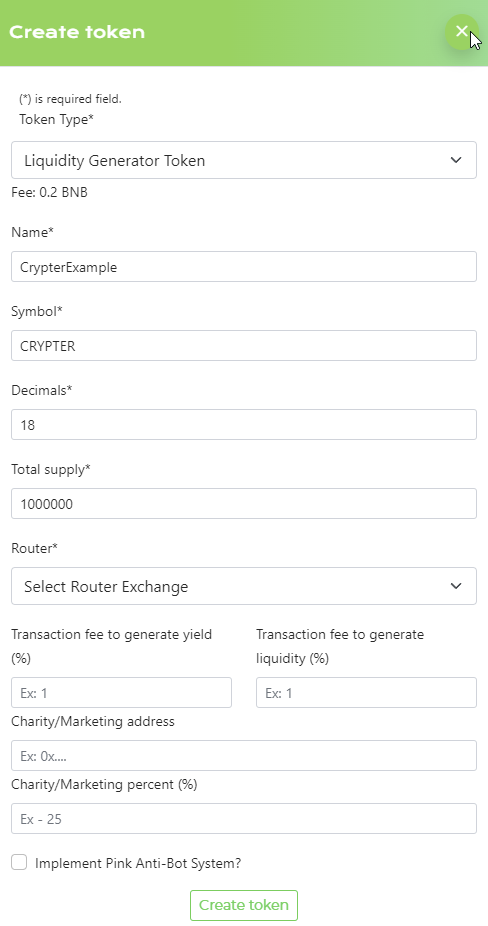 Create token
(*) is required field.
Token Type*
Liquidity Generator Token
Fee: 0.2 BNB
Name*
CrypterExample
Symbol*
CRYPTER
Decimals*
18
Total supply*
1000000
Router*
Select Router Exchange
Transaction fee to generate yield
(%)
Ex: 1
Transaction fee to generate
liquidity (%)
Ex: 1
Charity/Marketing address
Ex: 0x....
Charity/Marketing percent (%)
Ex - 25
Implement Pink Anti-Bot System?
Create token